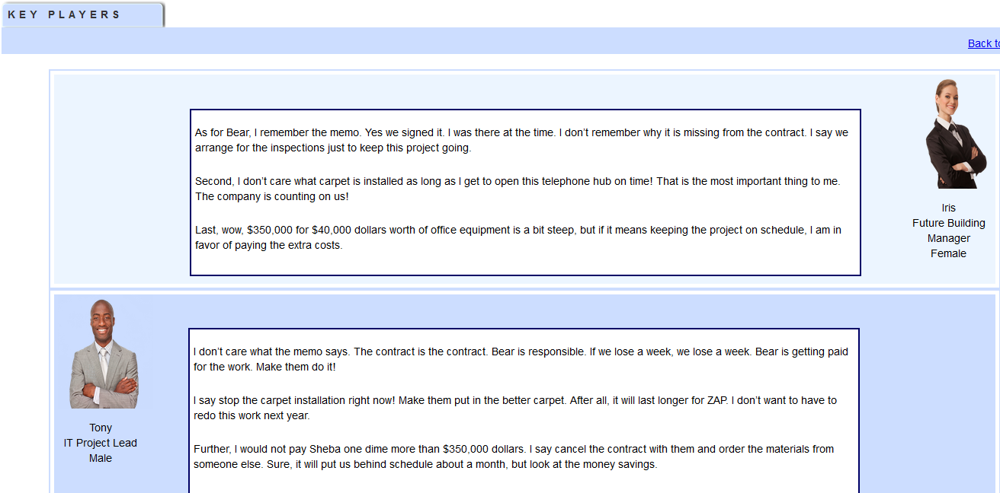 KEY PLAYERS
Back to
As for Bear, I remember the memo. Yes we signed it. I was there at the time. I don’t remember why it is missing from the contract. I say we
arrange for the inspections just to keep this project going.
Second, I don’t care what carpet is installed as long as I get to open this telephone hub on time! That is the most important thing to me.
The company is counting on us!
Last, wow, $350,000 for $40,000 dollars worth of office equipment is a bit steep, but if it means keeping the project on schedule, I am in
favor of paying the extra costs.
Iris
Future Building
Manager
Female
I don’t care what the memo says. The contract is the contract. Bear is responsible. If we lose a week, we lose a week. Bear is getting paid
for the work. Make them do it!
I say stop the carpet installation right now! Make them put in the better carpet. After all, it will last longer for ZAP. I don’t want to have to
redo this work next year.
Further, I would not pay Sheba one dime more than $350,000 dollars. I say cancel the contract with them and order the materials from
someone else. Sure, it will put us behind schedule about a month, but look at the money savings.
Tony
IT Project Lead
Male